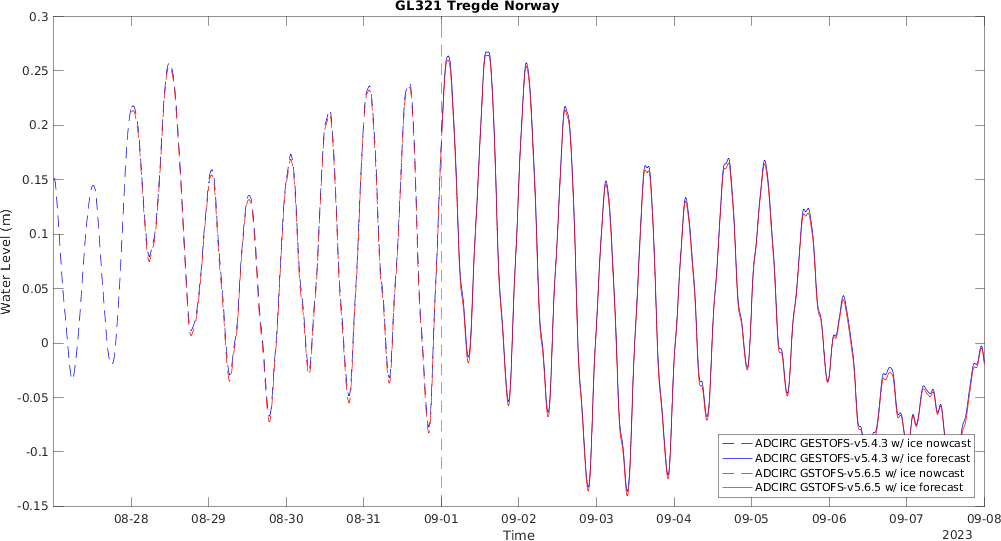 GL321 Tregde Norway
0.3
0.25
0.2
0.15
0.1
0.05
0
-0.05
-0.1
-0.15
Water Level (m)
ADCIRC GESTOFS-v5.4.3 w/ ice nowcast
ADCIRC GESTOFS-v5.4.3 w/ ice forecast
ADCIRC GSTOFS-v5.6.5 w/ ice nowcast
ADCIRC GSTOFS-v5.6.5 w/ ice forecast
08-28 08-29 08-30 08-31 09-01 09-02 09-03 09-04 09-05 09-06 09-07 09-08
Time
2023